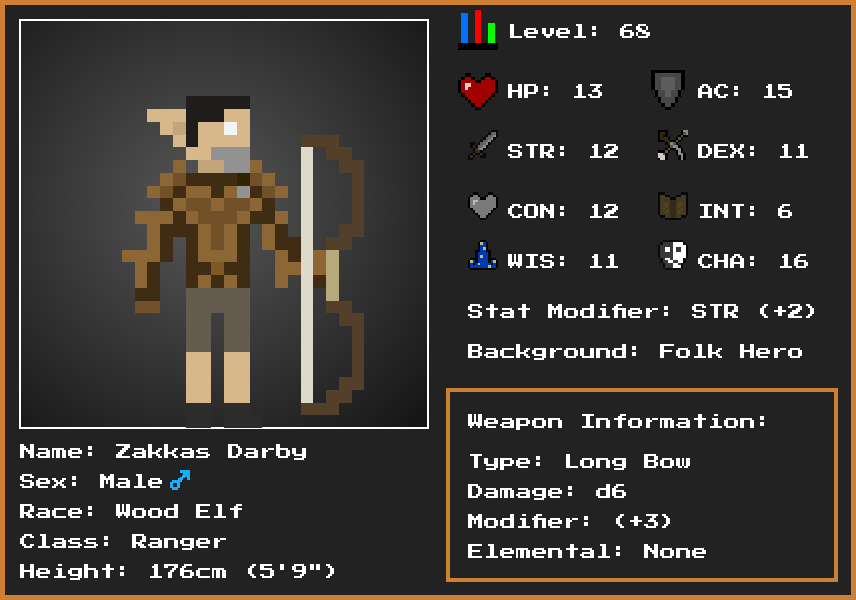 Level: 68
HP: 13
AC: 15
STR: 12
DEX: 11
CON: 12
INT: 6
WIS: 11
CHA: 16
Stat Modifier: STR (+2)
Background: Folk Hero
Weapon Information:
Type: Long Bow
Damage: d6
Modifier: (+3)
Elemental: None
Name: Zakkas Darby
Sex: Male ♂
Race: Wood Elf
Class: Ranger
Height: 176cm (5'9")